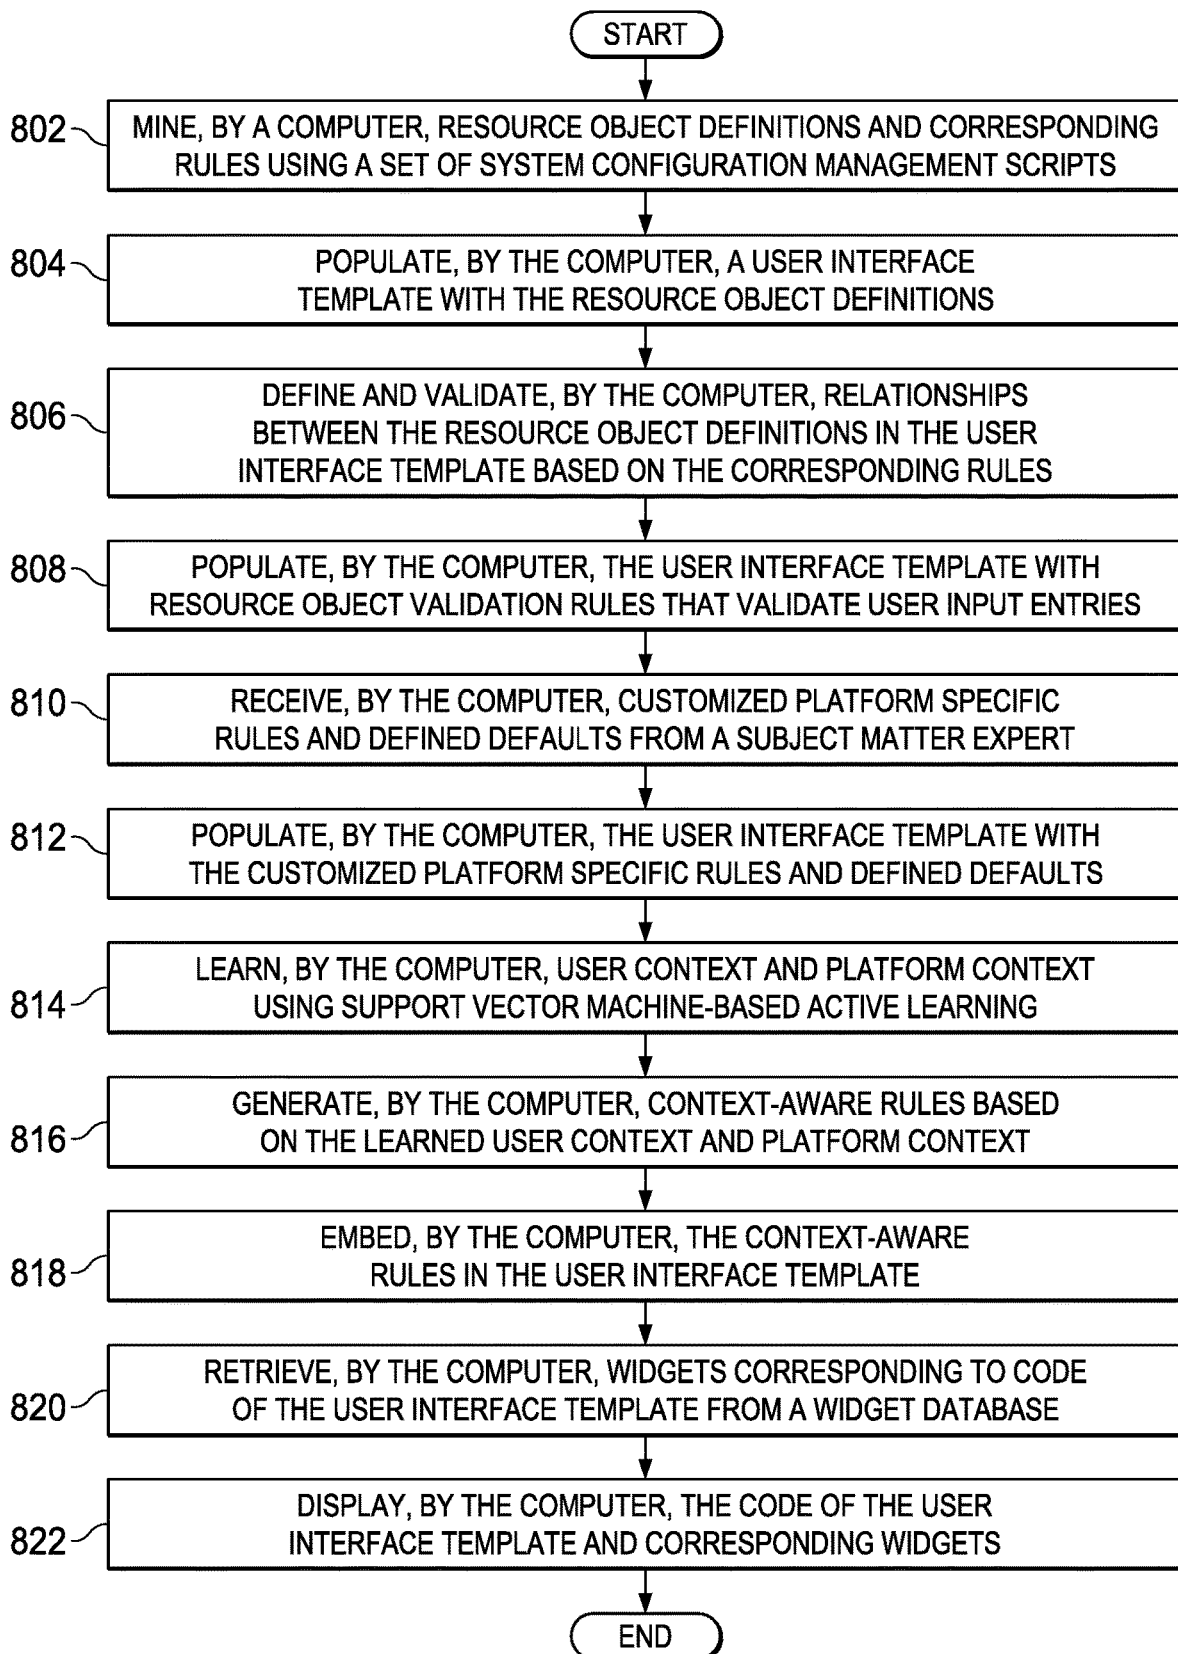 START
802 MINE, BY A COMPUTER, RESOURCE OBJECT DEFINITIONS AND CORRESPONDING
RULES USING A SET OF SYSTEM CONFIGURATION MANAGEMENT SCRIPTS
804 POPULATE, BY THE COMPUTER, A USER INTERFACE
TEMPLATE WITH THE RESOURCE OBJECT DEFINITIONS
806 DEFINE AND VALIDATE, BY THE COMPUTER, RELATIONSHIPS
BETWEEN THE RESOURCE OBJECT DEFINITIONS IN THE USER
INTERFACE TEMPLATE BASED ON THE CORRESPONDING RULES
808 POPULATE, BY THE COMPUTER, THE USER INTERFACE TEMPLATE WITH
RESOURCE OBJECT VALIDATION RULES THAT VALIDATE USER INPUT ENTRIES
810 RECEIVE, BY THE COMPUTER, CUSTOMIZED PLATFORM SPECIFIC
RULES AND DEFINED DEFAULTS FROM A SUBJECT MATTER EXPERT
812 POPULATE, BY THE COMPUTER, THE USER INTERFACE TEMPLATE WITH
THE CUSTOMIZED PLATFORM SPECIFIC RULES AND DEFINED DEFAULTS
814 LEARN, BY THE COMPUTER, USER CONTEXT AND PLATFORM CONTEXT
USING SUPPORT VECTOR MACHINE-BASED ACTIVE LEARNING
816 GENERATE, BY THE COMPUTER, CONTEXT-AWARE RULES BASED
ON THE LEARNED USER CONTEXT AND PLATFORM CONTEXT
818 EMBED, BY THE COMPUTER, THE CONTEXT-AWARE
RULES IN THE USER INTERFACE TEMPLATE
820 RETRIEVE, BY THE COMPUTER, WIDGETS CORRESPONDING TO CODE
OF THE USER INTERFACE TEMPLATE FROM A WIDGET DATABASE
822 DISPLAY, BY THE COMPUTER, THE CODE OF THE USER
INTERFACE TEMPLATE AND CORRESPONDING WIDGETS
END